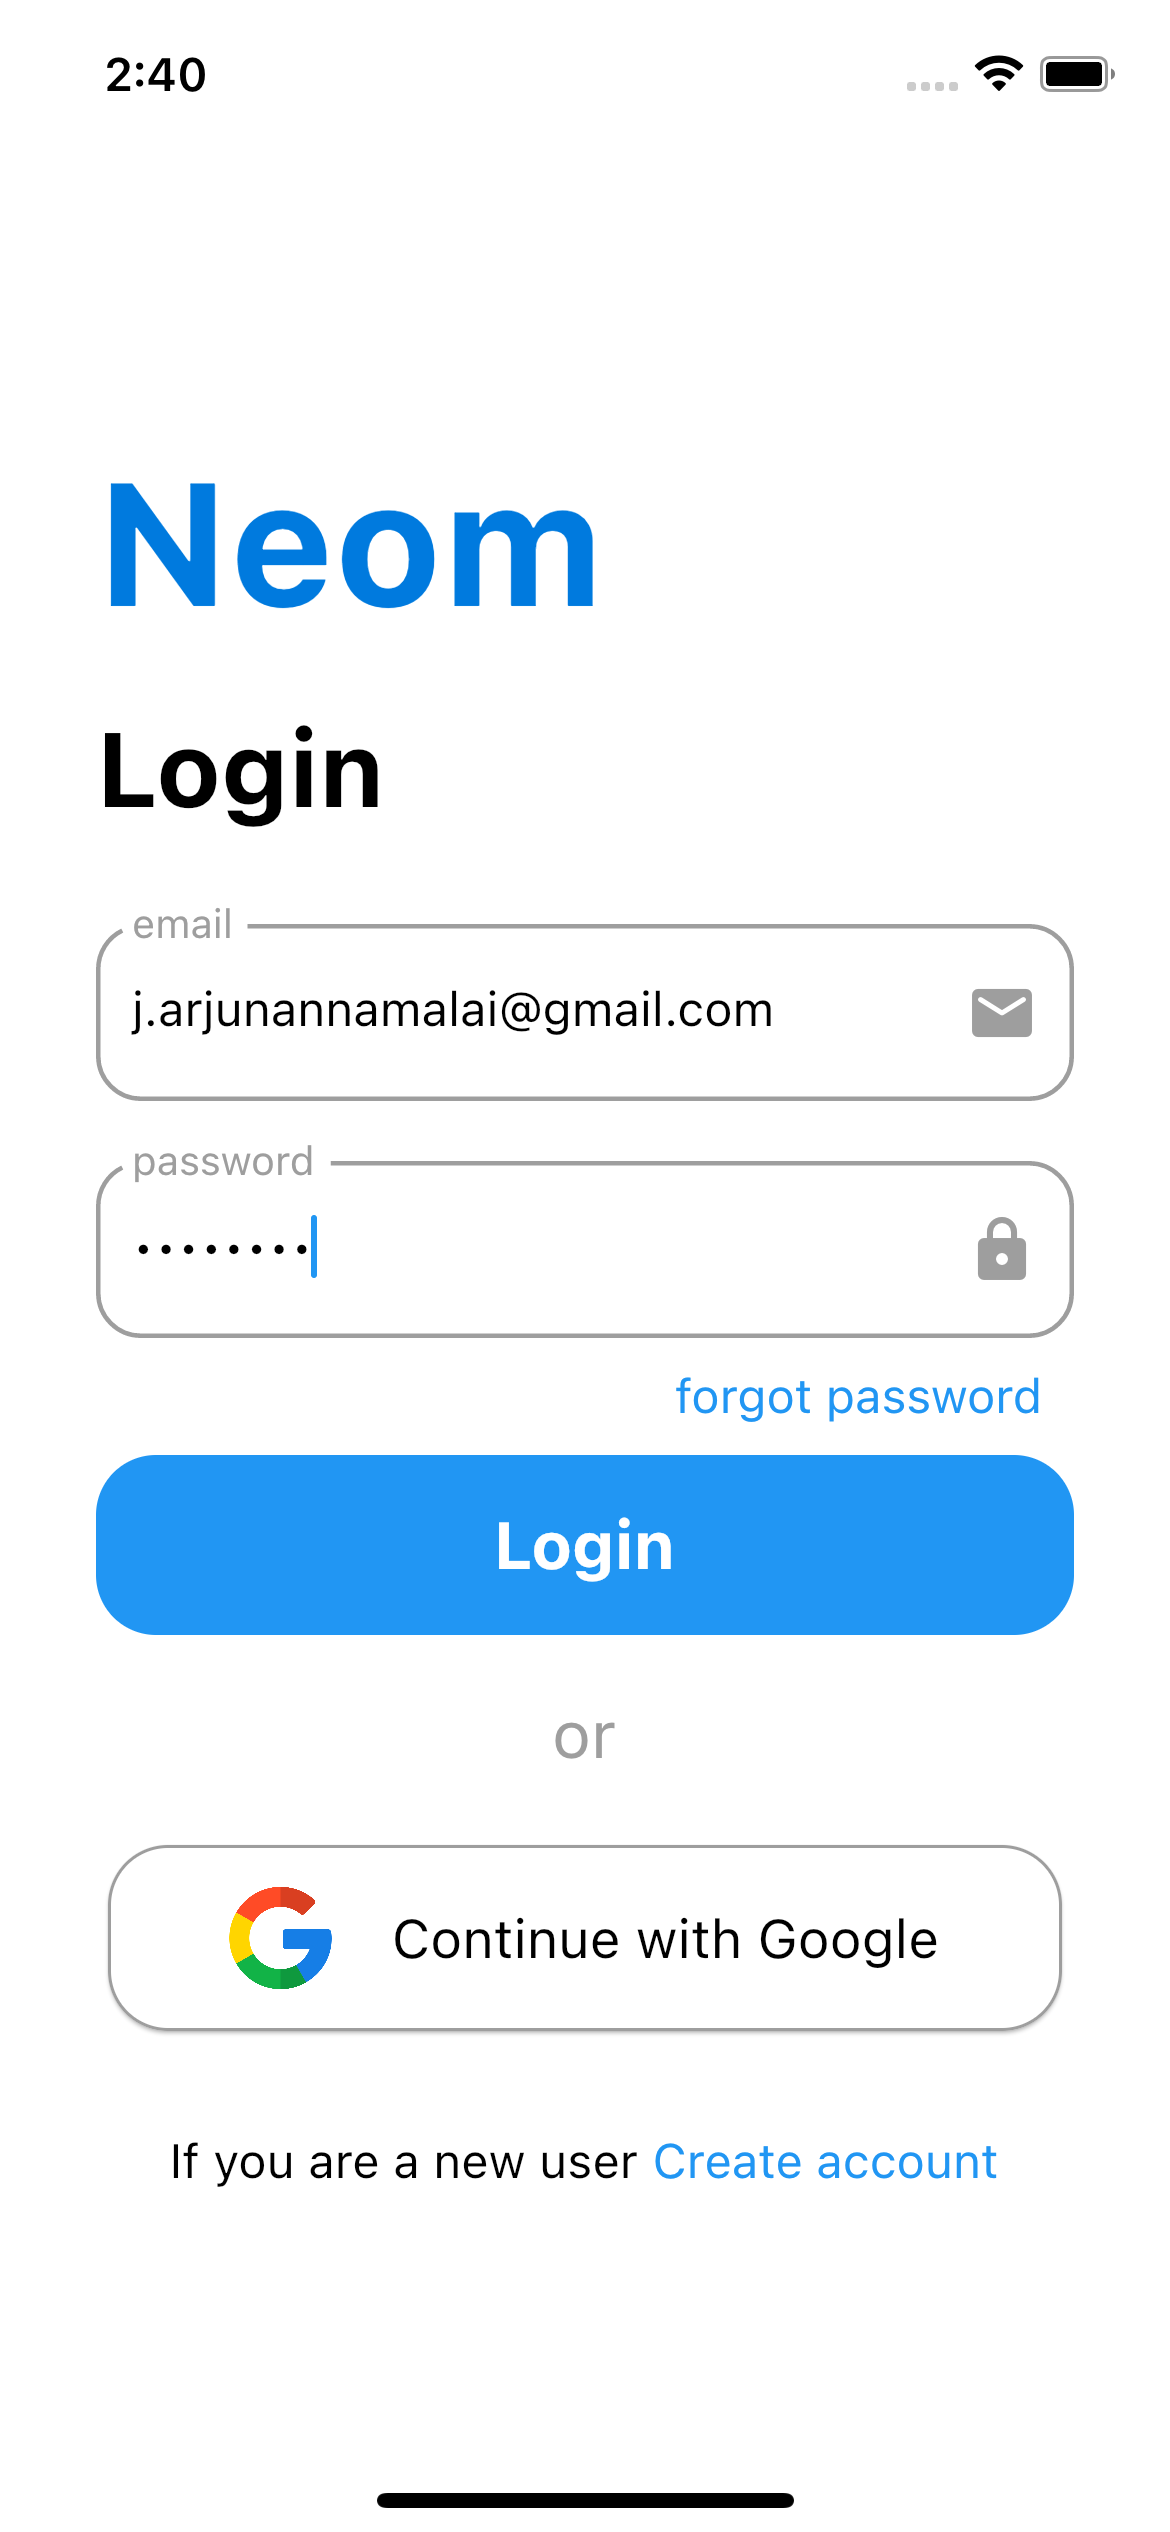 2:40
Neom
Login
email
j.arjunannamalai@gmail.com
password
••••••••
forgot password
Login
or
Continue with Google
If you are a new user Create account